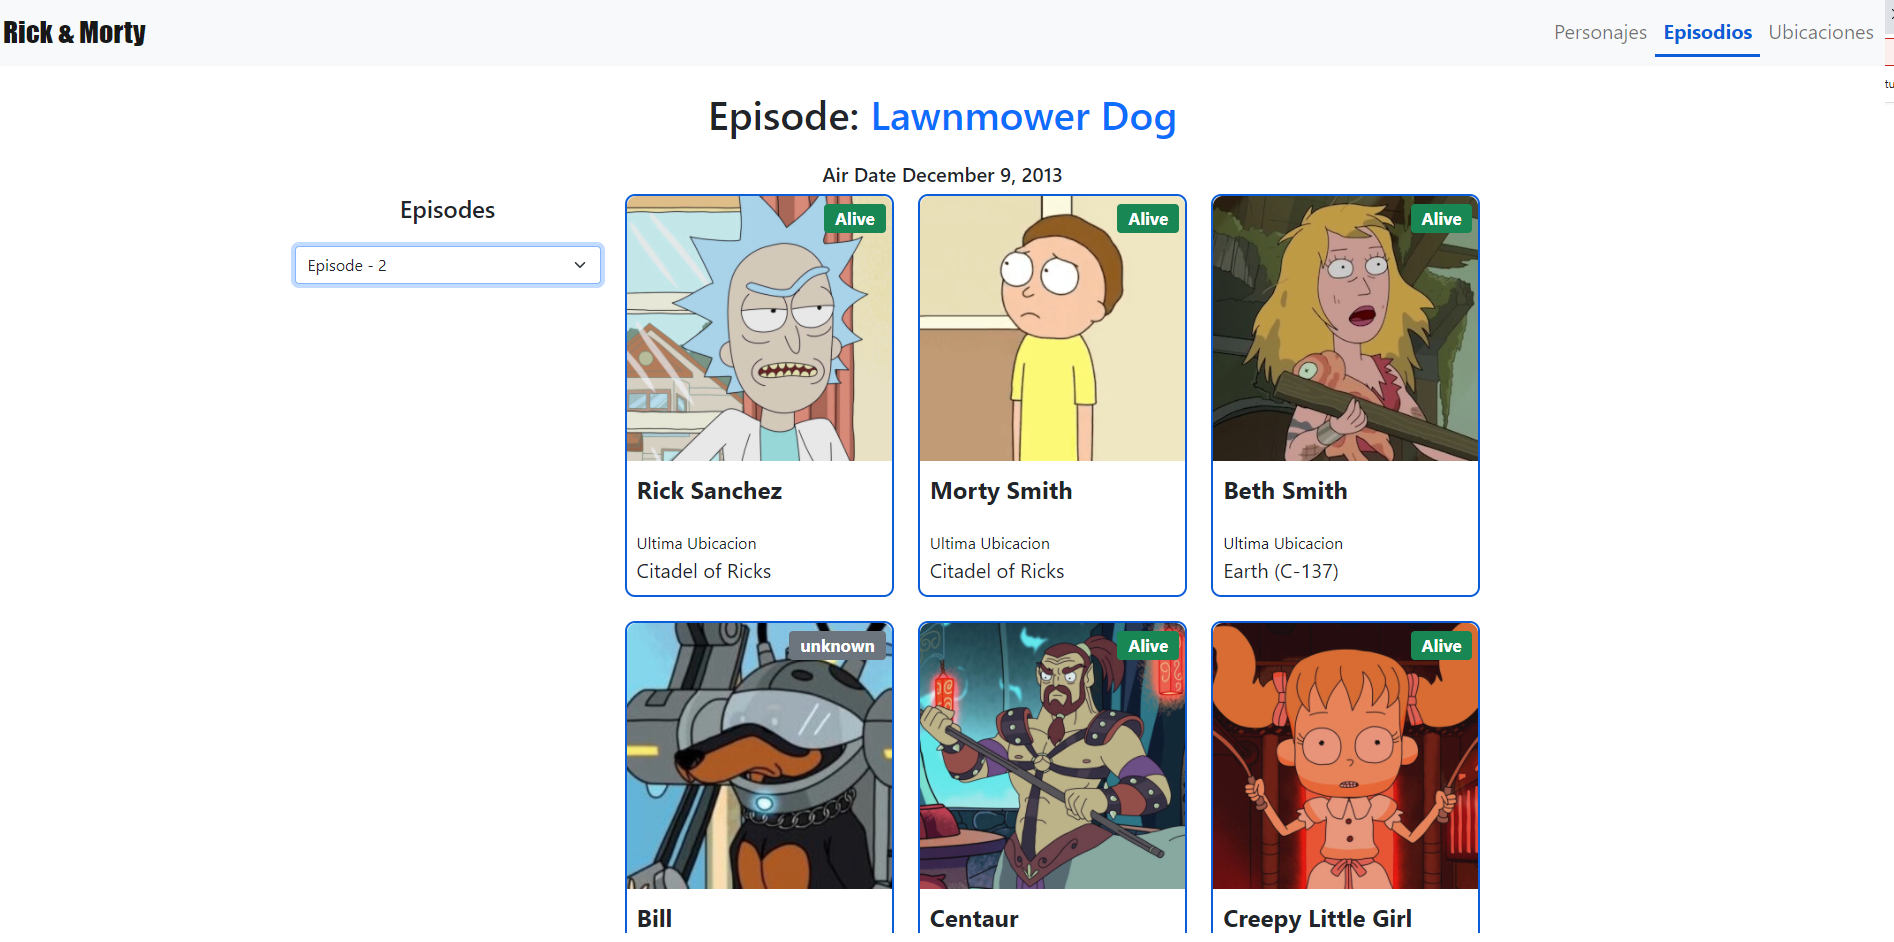 Rick & Morty
Personajes
Episodios
Ubicaciones
tu
Episode: Lawnmower Dog
Air Date December 9, 2013
Episodes
Episode - 2
Alive
Rick Sanchez
Ultima Ubicacion
Citadel of Ricks
Alive
Morty Smith
Ultima Ubicacion
Citadel of Ricks
Alive
Beth Smith
Ultima Ubicacion
Earth (C-137)
unknown
Bill
Alive
Centaur
Alive
Creepy Little Girl